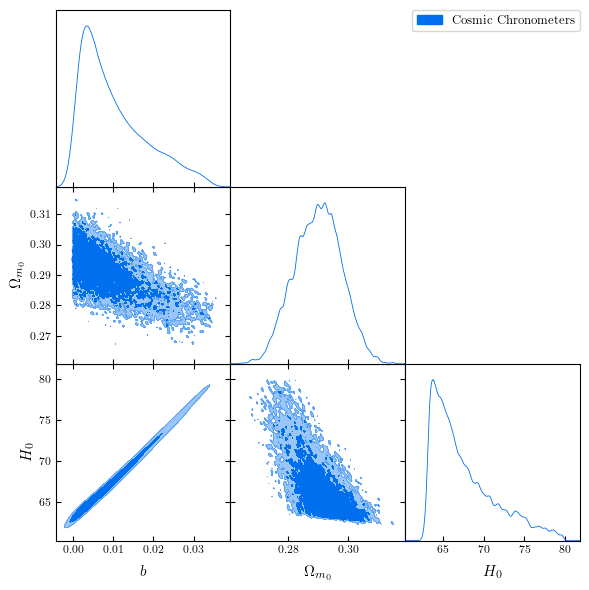 Cosmic Chronometers
0.31
0.30
0.29
0.28
0.27
Ω_{m_0}
80
75
70
65
H_0
0.00 0.01 0.02 0.03
b
0.28 0.30
Ω_{m_0}
65 70 75 80
H_0